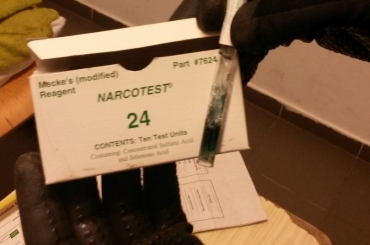 Mecke's (modified)
Reagent
Part #7624
NARCOTEST®
24
CONTENTS: Ten Test Units
Containing: Concentrated Sulfuric Acid
and Selenious Acid